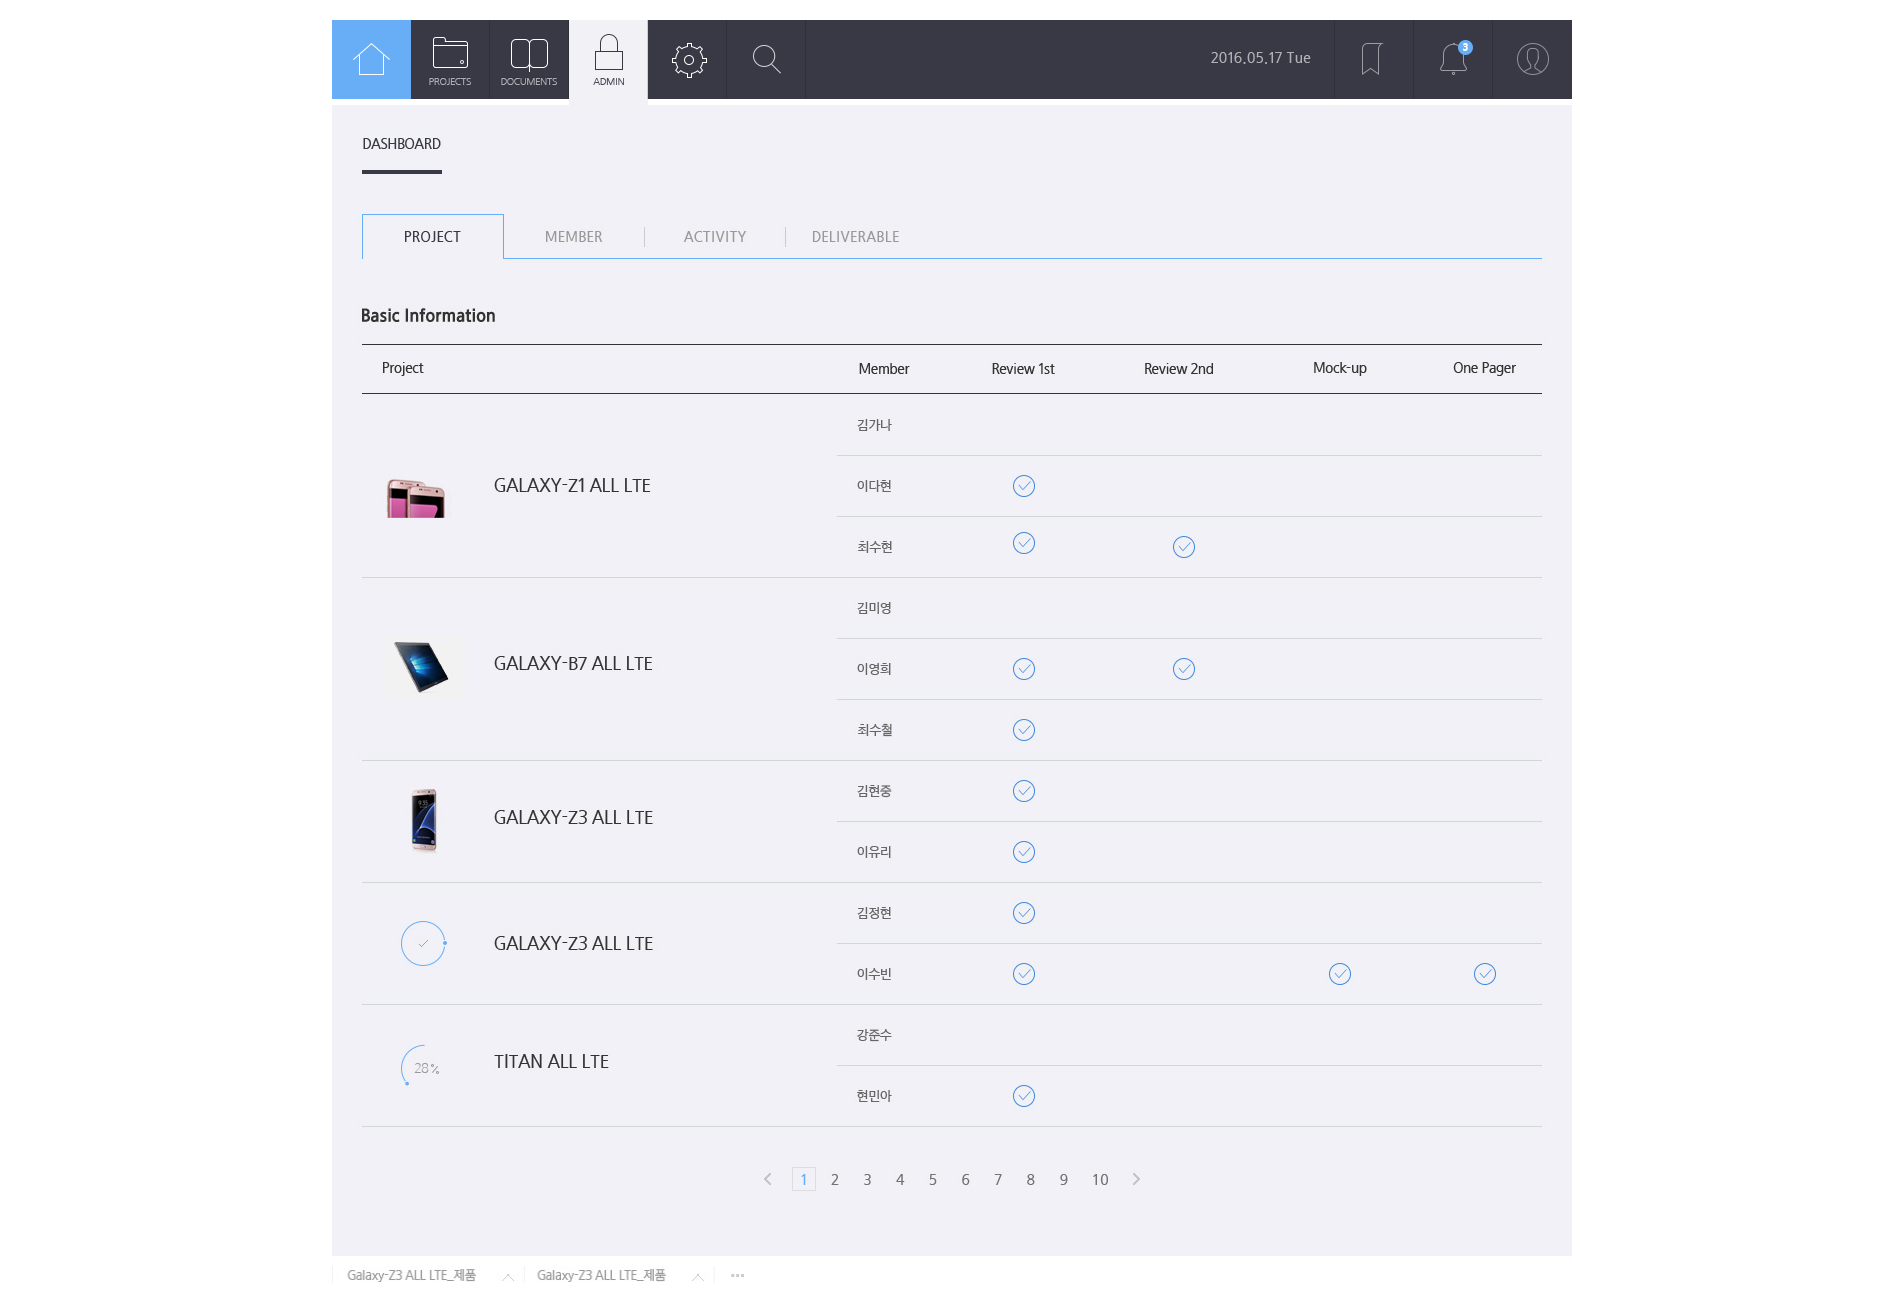 PROJECTS
DOCUMENTS
ADMIN
2016.05.17 Tue
3
DASHBOARD
PROJECT
MEMBER
ACTIVITY
DELIVERABLE
Basic Information
Project Member Review 1st Review 2nd Mock-up One Pager
GALAXY-Z1 ALL LTE
김가나
이다현
최수현
GALAXY-B7 ALL LTE
김미영
이영희
최수철
GALAXY-Z3 ALL LTE
김현중
이유리
GALAXY-Z3 ALL LTE
김정현
이수빈
28%
TITAN ALL LTE
강준수
현민아
1 2 3 4 5 6 7 8 9 10
Galaxy-Z3 ALL LTE_제품
Galaxy-Z3 ALL LTE_제품